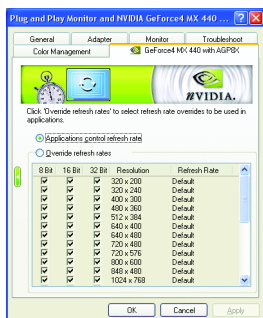 Plug and Play Monitor and NVIDIA GeForce4 MX 440 ...
General Adapter Monitor Troubleshoot
Color Management GeForce4 MX 440 with AGP8X
nVIDIA.
Click 'Override refresh rates' to select refresh rate overrides to be used in
applications.
Applications control refresh rate
Override refresh rates
8 Bit 16 Bit 32 Bit Resolution Refresh Rate
320 x 200 Default
320 x 240 Default
400 x 300 Default
480 x 360 Default
512 x 384 Default
640 x 400 Default
640 x 480 Default
720 x 480 Default
720 x 576 Default
800 x 600 Default
848 x 480 Default
1024 x 768 Default
OK Cancel Apply